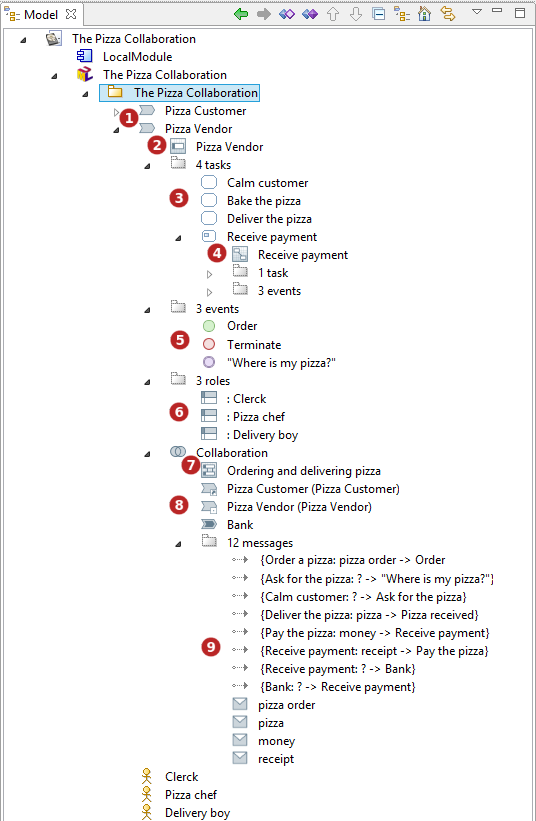 Model
The Pizza Collaboration
LocalModule
The Pizza Collaboration
The Pizza Collaboration
Pizza Customer
1
Pizza Vendor
2 Pizza Vendor
4 tasks
Calm customer
3 Bake the pizza
Deliver the pizza
Receive payment
4 Receive payment
1 task
3 events
3 events
Order
5 Terminate
"Where is my pizza?"
3 roles
: Clerck
6 : Pizza chef
: Delivery boy
Collaboration
7 Ordering and delivering pizza
Pizza Customer (Pizza Customer)
8 Pizza Vendor (Pizza Vendor)
Bank
12 messages
{Order a pizza: pizza order -> Order
{Ask for the pizza: ? -> "Where is my pizza?"}
{Calm customer: ? -> Ask for the pizza}
{Deliver the pizza: pizza -> Pizza received}
{Pay the pizza: money -> Receive payment}
9 {Receive payment: receipt -> Pay the pizza}
{Receive payment: ? -> Bank}
{Bank: ? -> Receive payment}
pizza order
pizza
money
receipt
Clerck
Pizza chef
Delivery boy